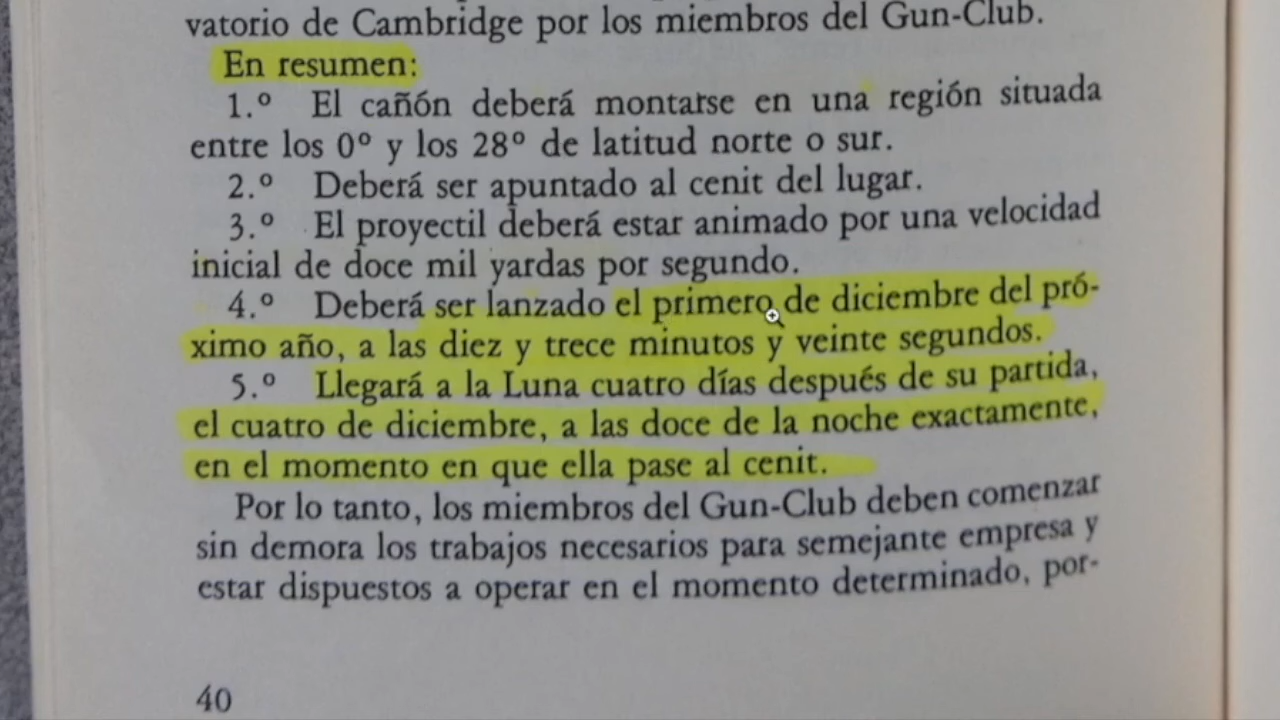 vatorio de Cambridge por los miembros del Gun-Club.
En resumen:
1.º El cañón deberá montarse en una región situada
entre los 0º y los 28º de latitud norte o sur.
2.º Deberá ser apuntado al cenit del lugar.
3.º El proyectil deberá estar animado por una velocidad
inicial de doce mil yardas por segundo.
4.º Deberá ser lanzado el primero de diciembre del pró-
ximo año, a las diez y trece minutos y veinte segundos.
5.º Llegará a la Luna cuatro días después de su partida,
el cuatro de diciembre, a las doce de la noche exactamente,
en el momento en que ella pase al cenit.
Por lo tanto, los miembros del Gun-Club deben comenzar
sin demora los trabajos necesarios para semejante empresa y
estar dispuestos a operar en el momento determinado, por-
40